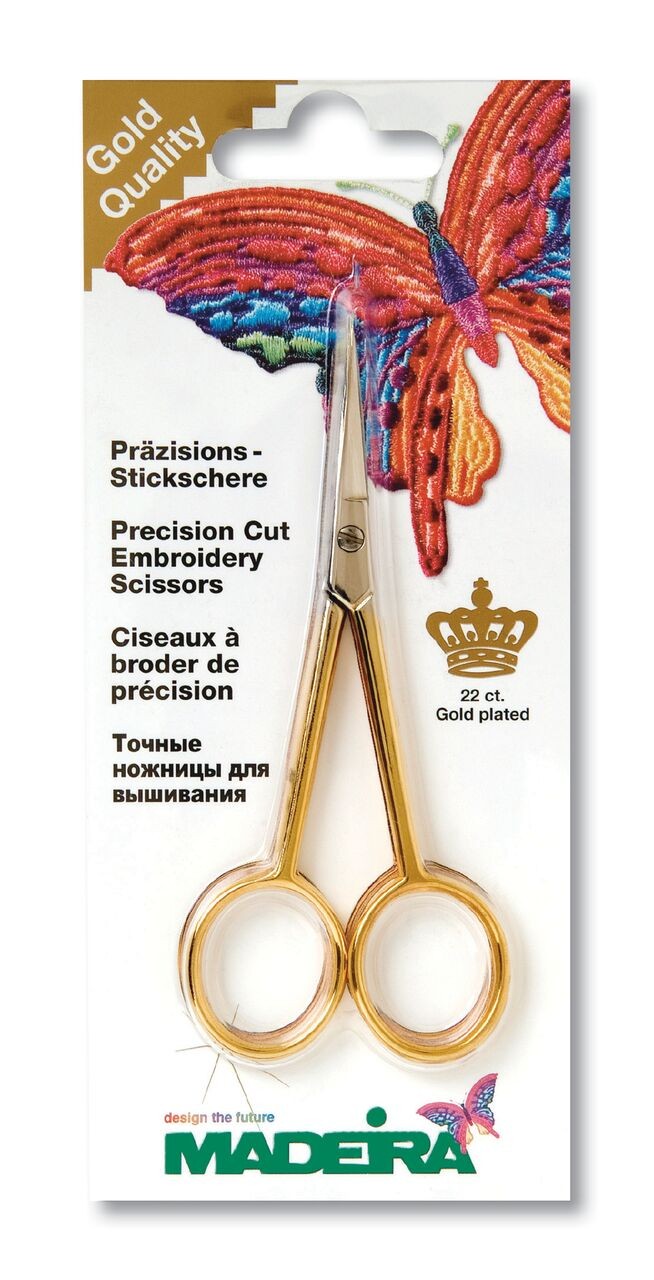 Gold
Quality
Präzisions-
Stickschere
Precision Cut
Embroidery
Scissors
Ciseaux à
broder de
précision
Точные
ножницы для
вышивания
22 ct.
Gold plated
design the future
MADEIRA